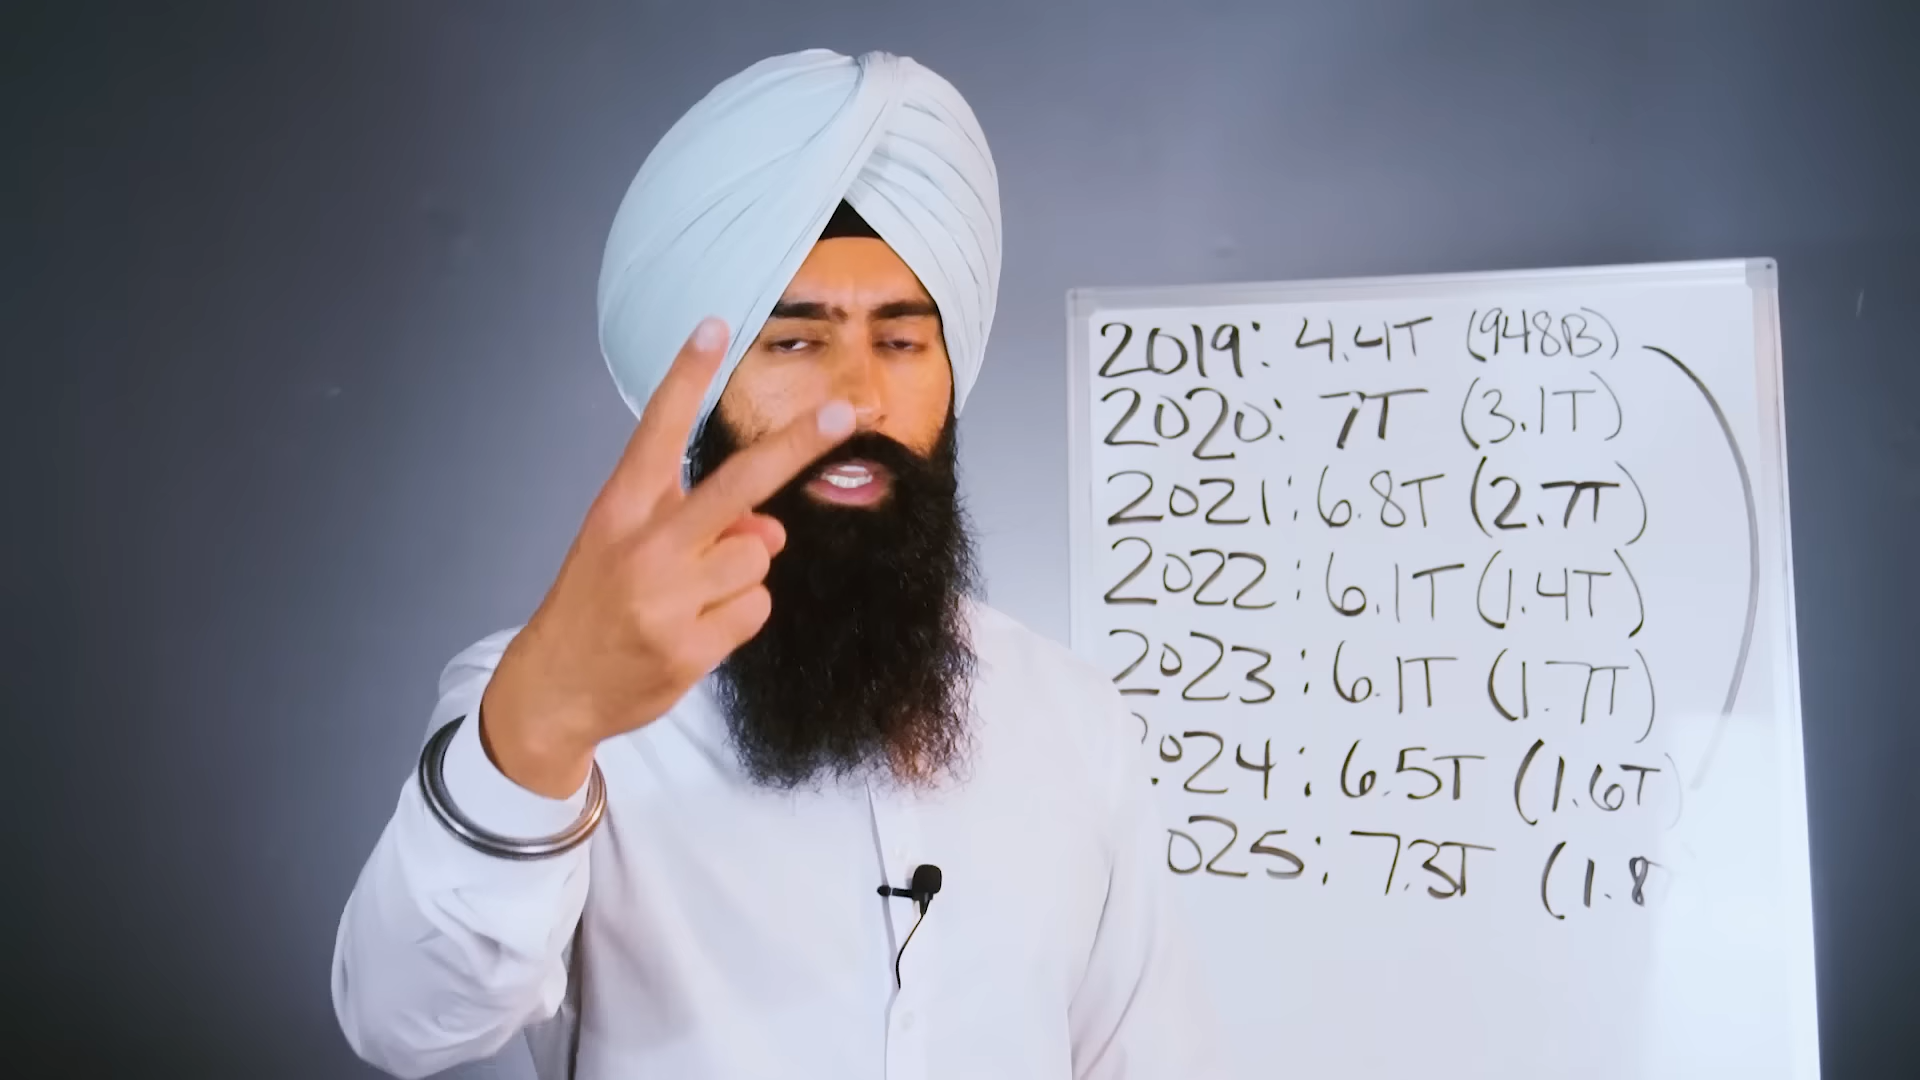 2019: 4.4T (948B)
2020: 7T (3.1T)
2021: 6.8T (2.7T)
2022: 6.1T (1.4T)
2023: 6.1T (1.7T)
2024: 6.5T (1.6T)
025: 7.3T (1.8